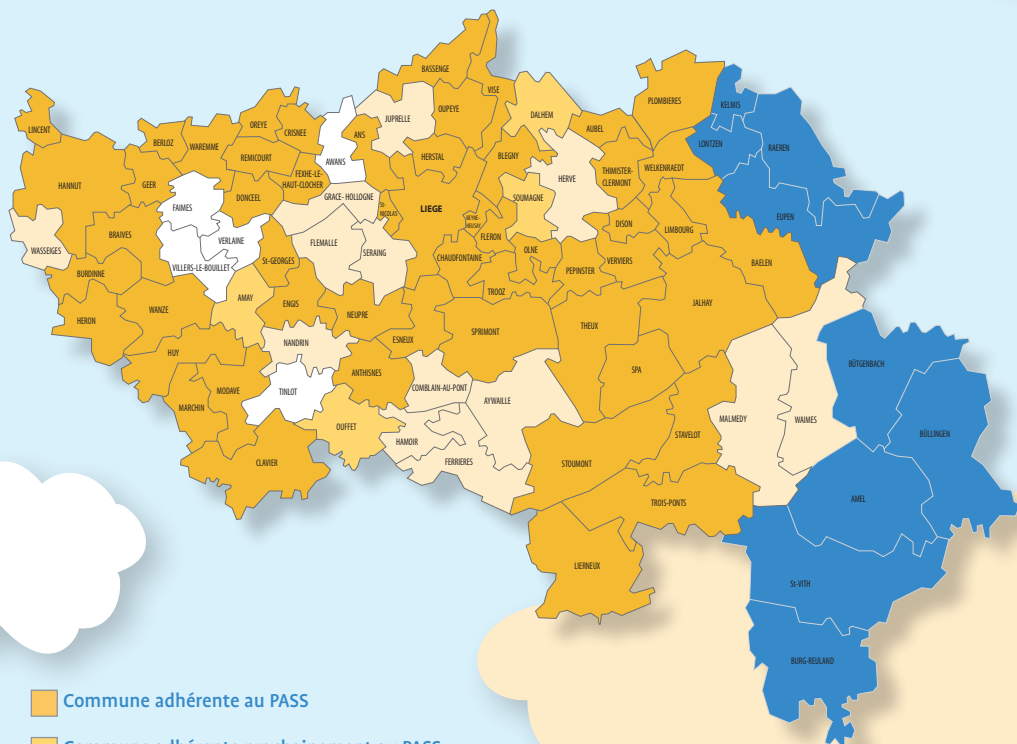 BASSENGE
VISE
LINCENT
BERLOZ
WAREMME
OREYE
CRISNEE
ANS
JUPRELLE
OUPEYE
DALHEM
PLOMBIERES
KELMIS
AUBEL
LONTZEN
RAEREN
REMICOURT
AWANS
HERSTAL
BLEGNY
HERVE
THIMISTER-
CLERMONT
WELKENRAEDT
HANNUT
GEER
FEXHE-LE-
HAUT-CLOCHER
DONCEEL
GRACE- HOLLOGNE
St-
NICOLAS
LIEGE
BEYNE-
HEUSAY
SOUMAGNE
FAIMES
EUPEN
WASSEIGES
BRAIVES
VERLAINE
FLEMALLE
SERAING
FLERON
DISON
LIMBOURG
VILLERS-LE-BOUILLET
St-GEORGES
CHAUDFONTAINE
OLNE
PEPINSTER
VERVIERS
BAELEN
BURDINNE
AMAY
ENGIS
TROOZ
JALHAY
HERON
WANZE
NEUPRE
ESNEUX
SPRIMONT
THEUX
HUY
NANDRIN
ANTHISNES
SPA
BÜTGENBACH
MARCHIN
MODAVE
TINLOT
COMBLAIN-AU-PONT
AYWAILLE
MALMEDY
WAIMES
OUFFET
HAMOIR
STAVELOT
BÜLLINGEN
CLAVIER
FERRIERES
STOUMONT
TROIS-PONTS
AMEL
LIERNEUX
St-VITH
BURG-REULAND
Commune adhérente au PASS
Commune adhérente prochainement au PASS